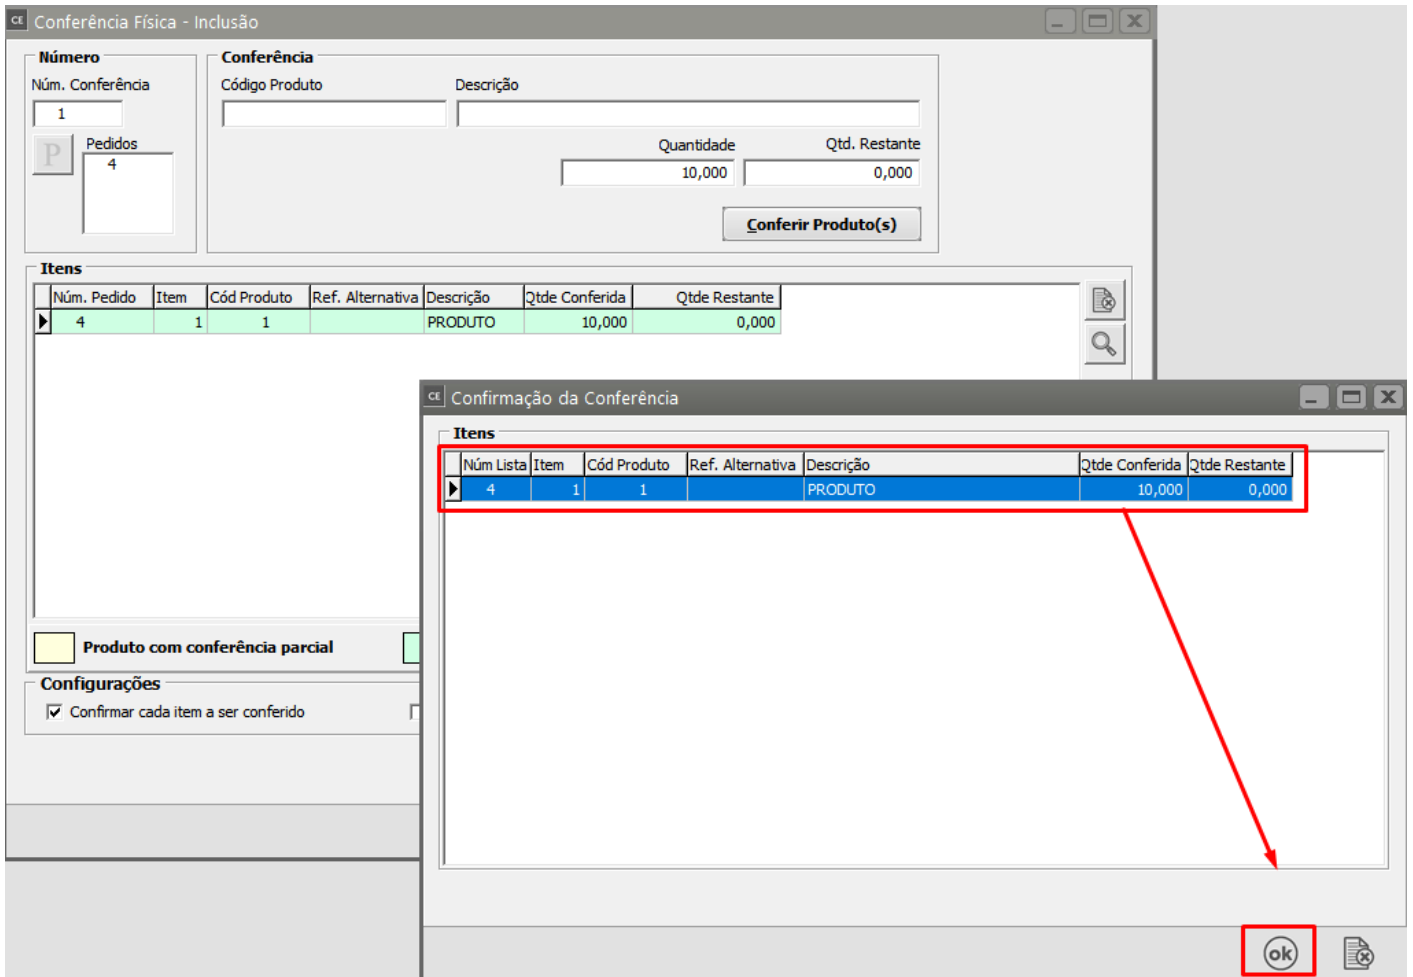 CE Conferência Física - Inclusão
Número
Núm. Conferência
1
P
Pedidos
4
Conferência
Código Produto Descrição
Quantidade Qtd. Restante
10,000 0,000
Conferir Produto(s)
Itens
Núm. Pedido Item Cód Produto Ref. Alternativa Descrição Qtde Conferida Qtde Restante
4 1 1 PRODUTO 10,000 0,000
Produto com conferência parcial
Configurações
Confirmar cada item a ser conferido
CE Confirmação da Conferência
Itens
Núm Lista Item Cód Produto Ref. Alternativa Descrição Qtde Conferida Qtde Restante
4 1 1 PRODUTO 10,000 0,000
ok